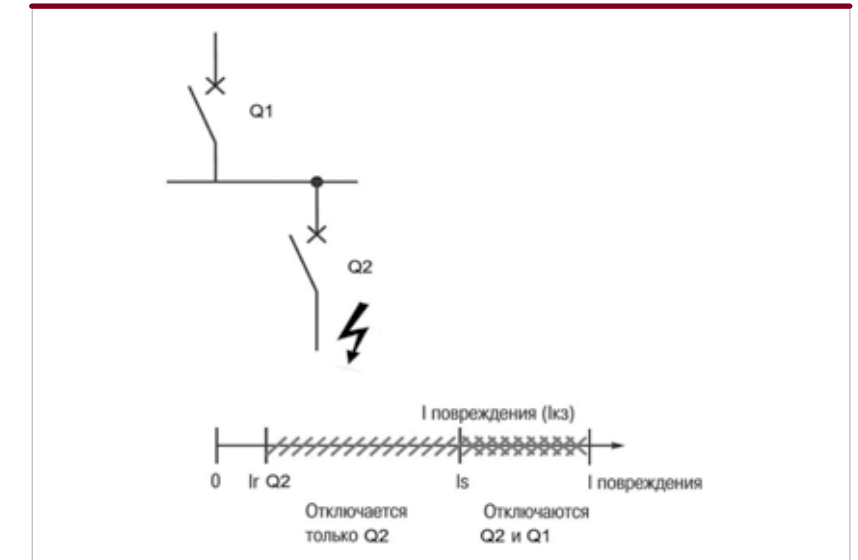 Q1
Q2
I повреждения (Iкз)
0 Ir Q2 Is I повреждения
Отключается Отключаются
только Q2 Q2 и Q1